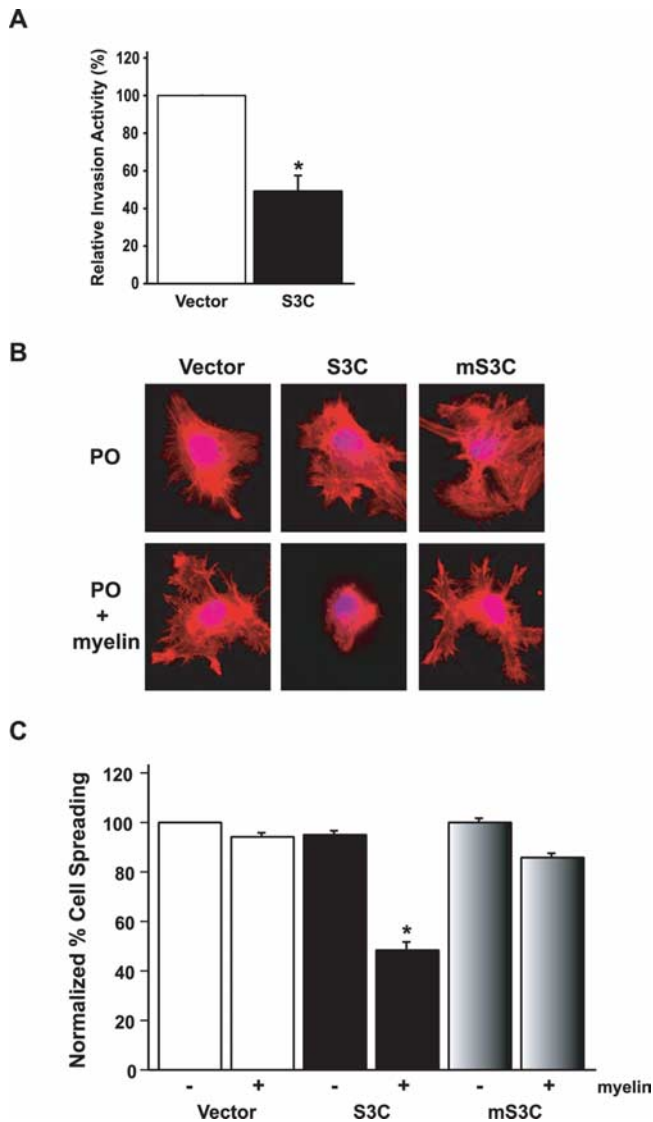 A
Relative Invasion Activity (%)
120
100
80
60
40
20
0
*
Vector S3C
B
Vector S3C mS3C
PO
PO
+
myelin
C
Normalized % Cell Spreading
120
100
80
60
40
20
0
*
- + - + - + myelin
Vector S3C mS3C